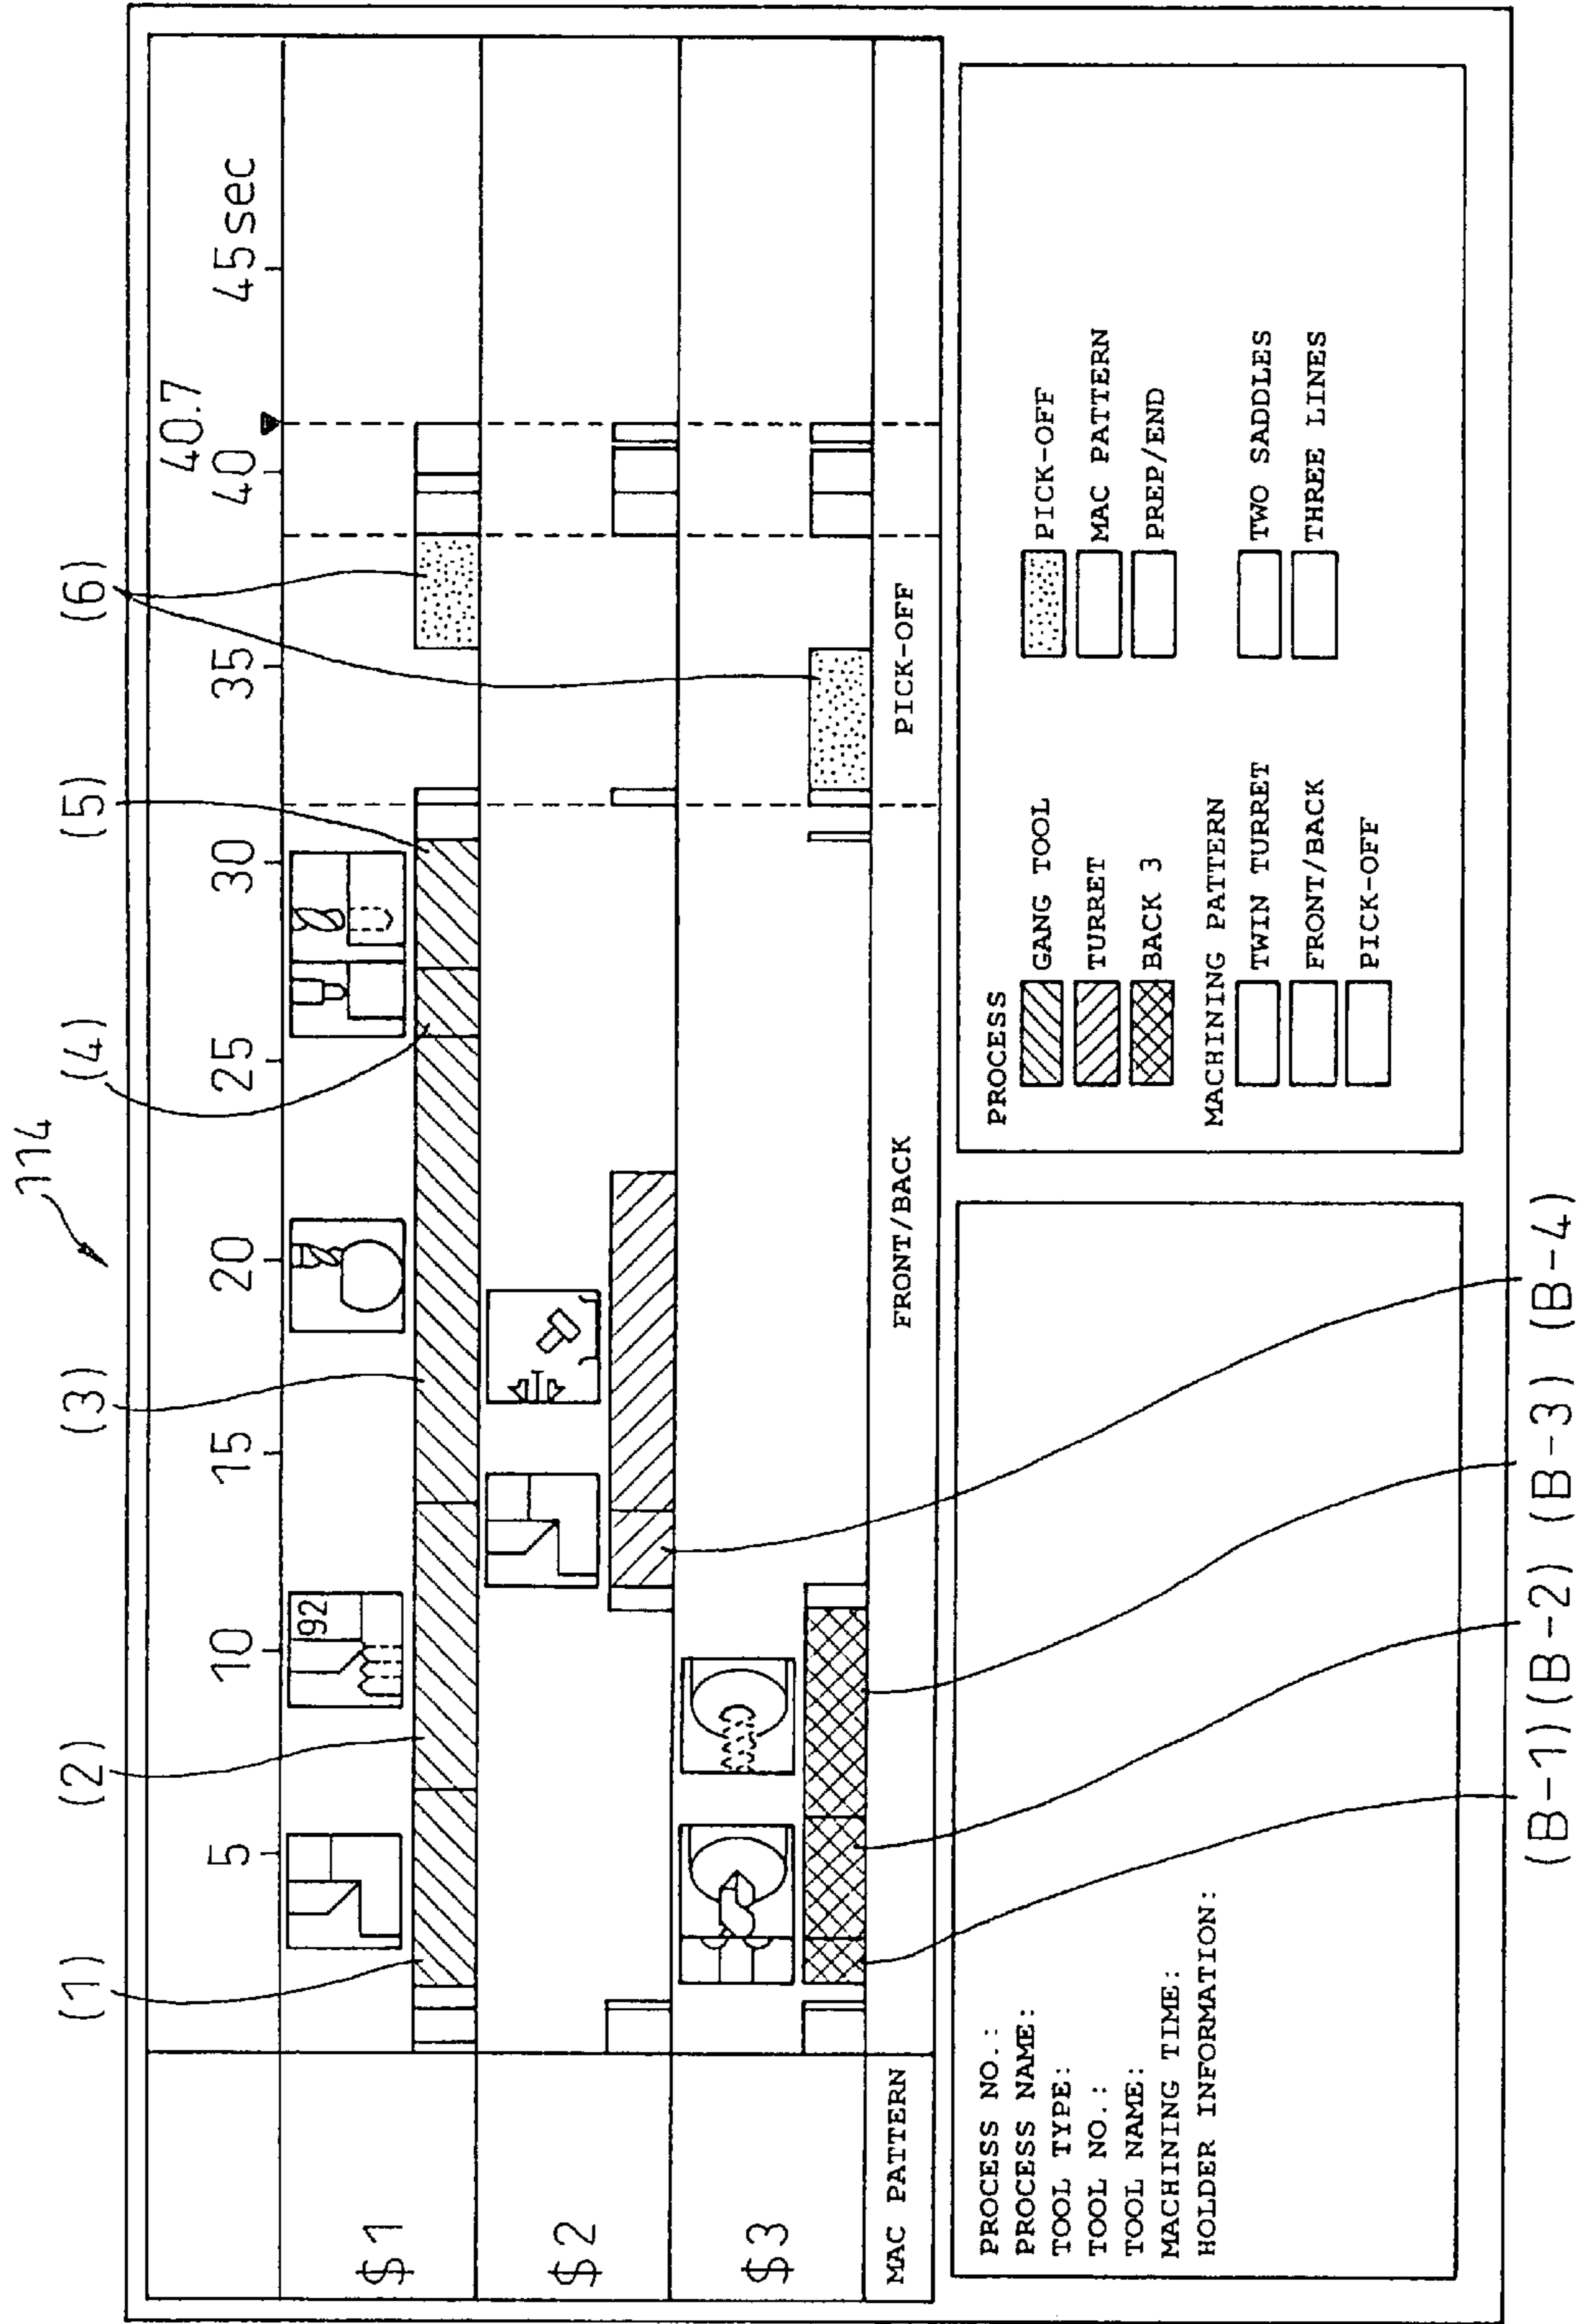 114
(1) (2) (3) (4) (5) (6)
40.7
5 10 15 20 25 30 35 40 45sec
$1
92
$2
$3
MAC PATTERN
FRONT/BACK
PICK-OFF
PROCESS NO.:
PROCESS NAME:
TOOL TYPE:
TOOL NO.:
TOOL NAME:
MACHINING TIME:
HOLDER INFORMATION:
PROCESS
GANG TOOL
TURRET
BACK 3
PICK-OFF
MAC PATTERN
PREP/END
MACHINING PATTERN
TWIN TURRET
FRONT/BACK
PICK-OFF
TWO SADDLES
THREE LINES
(B-1) (B-2) (B-3) (B-4)